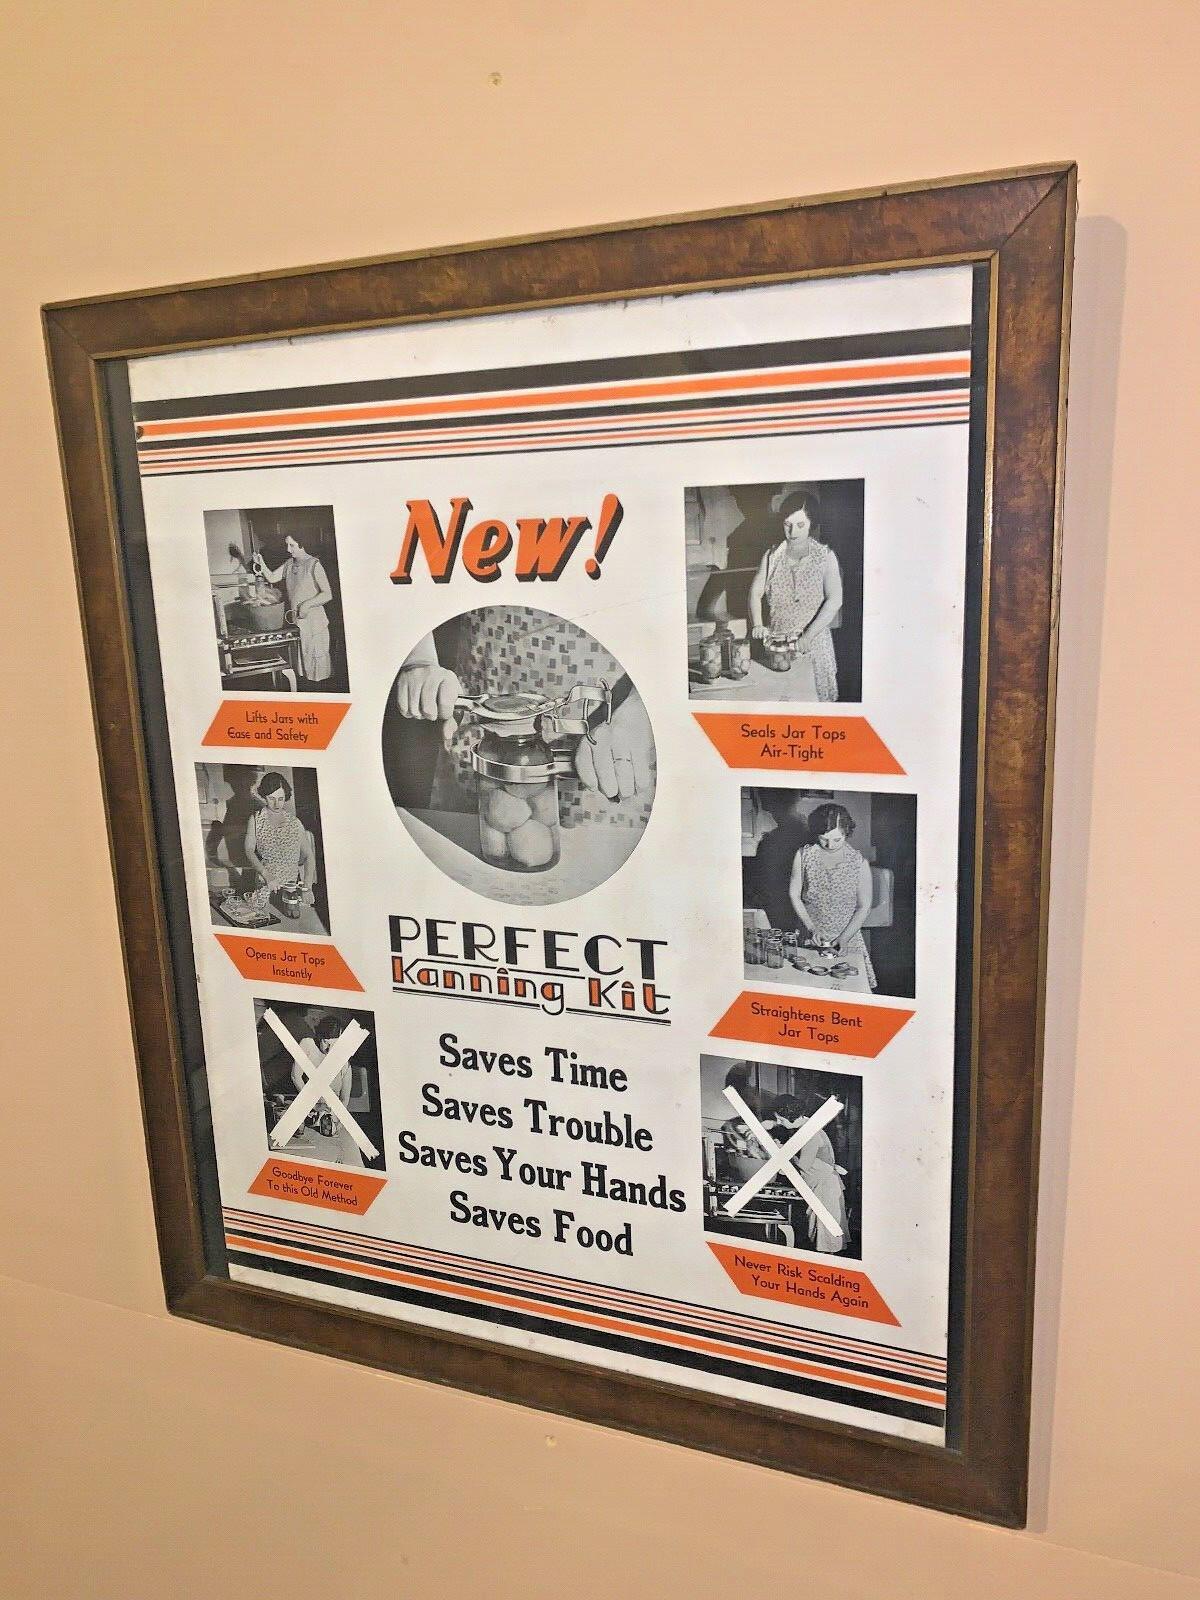 New!
Lifts Jars with
Ease and Safety
Seals Jar Tops
Air-Tight
Opens Jar Tops
Instantly
Straightens Bent
Jar Tops
PERFECT
Kanning Kit
Saves Time
Saves Trouble
Saves Your Hands
Saves Food
Goodbye Forever
To this Old Method
Never Risk Scalding
Your Hands Again